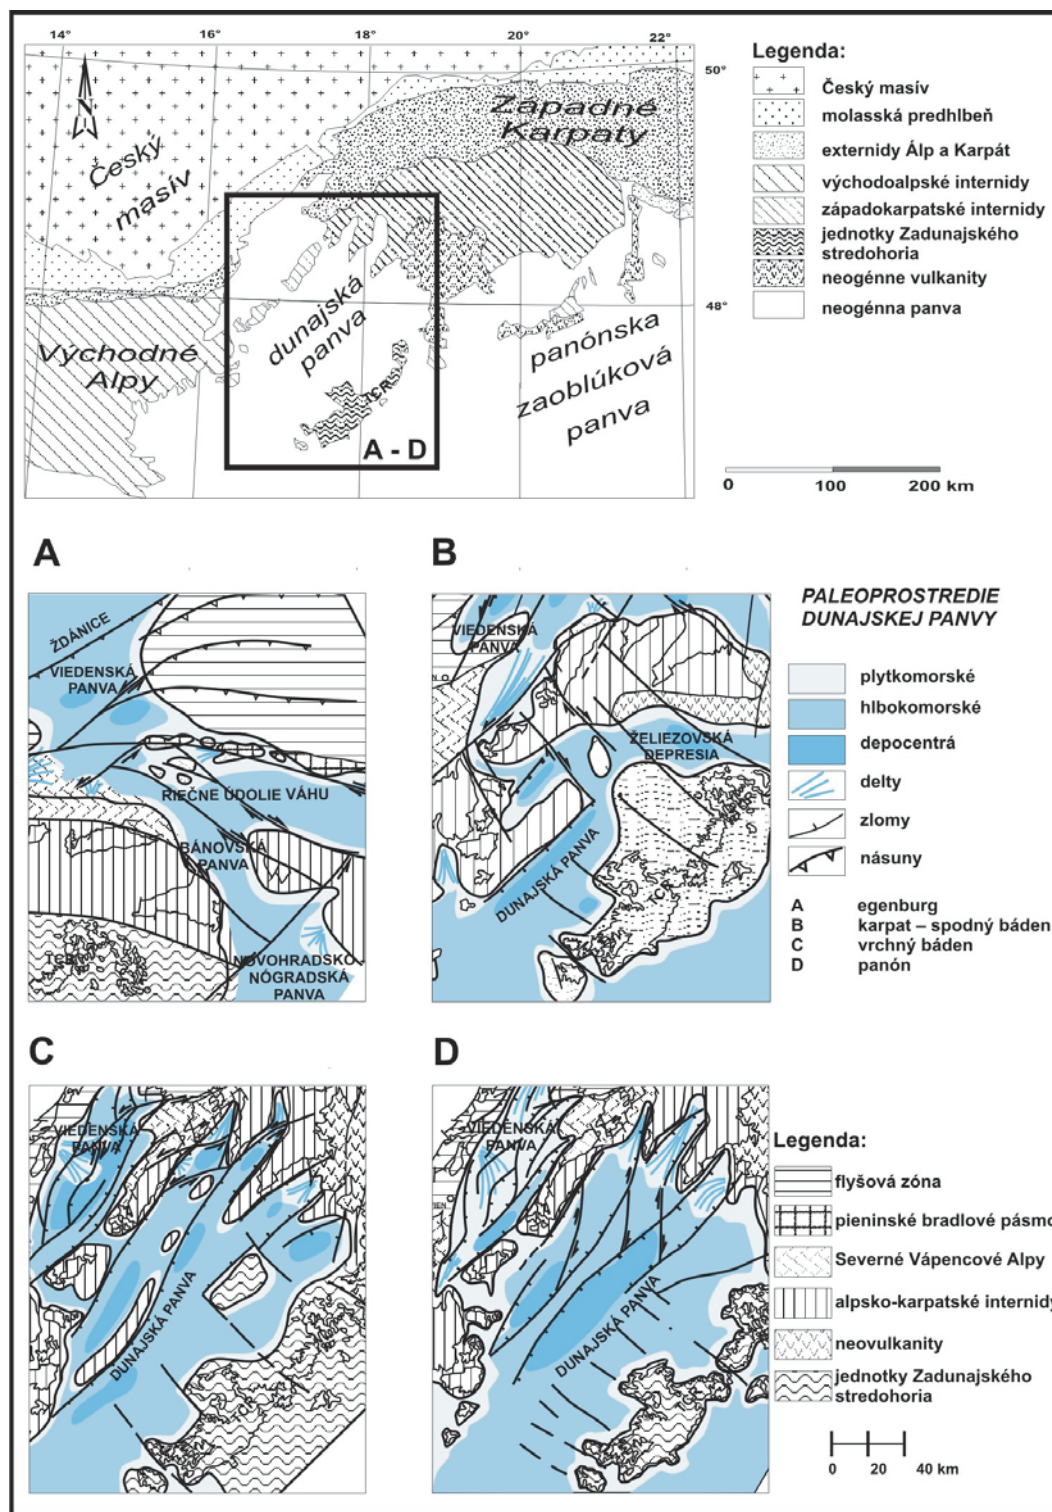 14°
16°
18°
20°
22°
50°
48°
N
Český
masív
Západné
Karpaty
Východné
Alpy
dunajská
panva
panónska
zaoblúková
panva
TCR
A - D
Legenda:
Český masív
molasská predhlbeň
externidy Álp a Karpát
východoalpské internidy
západokarpatské internidy
jednotky Zadunajského
stredohoria
neogénne vulkanity
neogénna panva
0 100 200 km
A
ŽDÁNICE
VIEDENSKÁ
PANVA
RIEČNE ÚDOLIE VÁHU
BÁNOVSKÁ
PANVA
NOVOHRADSKO
NÓGRADSKÁ
PANVA
TCR
B
VIEDENSKÁ
PANVA
ŽELIEZOVSKÁ
DEPRESIA
DUNAJSKÁ PANVA
TCR
PALEOPROSTREDIE
DUNAJSKEJ PANVY
plytkomorské
hlbokomorské
depocentrá
delty
zlomy
násuny
A egenburg
B karpat – spodný báden
C vrchný báden
D panón
C
VIEDENSKÁ
PANVA
DUNAJSKÁ PANVA
TCR
D
VIEDENSKÁ
PANVA
DUNAJSKÁ PANVA
Legenda:
flyšová zóna
pieninské bradlové pásmo
Severné Vápencové Alpy
alpsko-karpatské internidy
neovulkanity
jednotky Zadunajského
stredohoria
0 20 40 km